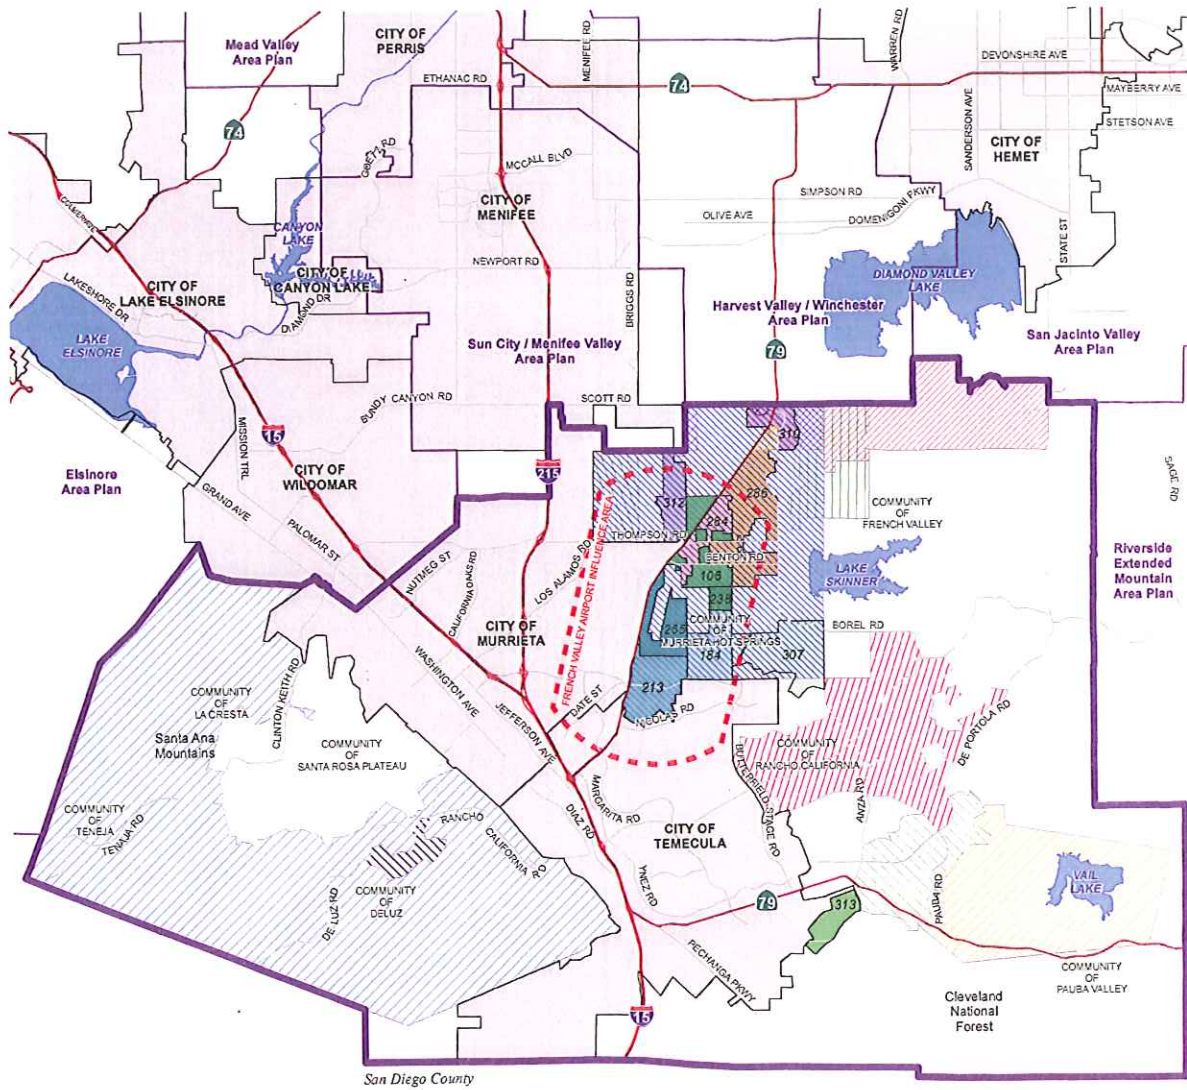 CITY OF
PERRIS
Mead Valley
Area Plan
ETHANAC RD
MENIFEE RD
WARREN RD
DEVONSHIRE AVE
74
MAYBERRY AVE
SANDERSON AVE
STETSON AVE
74
CITY OF
HEMET
GOETZ RD
MCCALL BLVD
SIMPSON RD
DOMENIGONI PKWY
CITY OF
MENIFEE
OLIVE AVE
STATE ST
CANYON
LAKE
NEWPORT RD
CITY OF
CANYON LAKE
DIAMOND VALLEY
LAKE
LAKESHORE DR
CITY OF
LAKE ELSINORE
DIAMOND DR
BRIGGS RD
Harvest Valley / Winchester
Area Plan
LAKE
ELSINORE
Sun City / Menifee Valley
Area Plan
San Jacinto Valley
Area Plan
79
BUNDY CANYON RD
SCOTT RD
MISSION TRL
15
310
Elsinore
Area Plan
CITY OF
WILDOMAR
215
SAGE RD
GRAND AVE
286
312
COMMUNITY
OF
FRENCH VALLEY
284
PALOMAR ST
THOMPSON RD
NUTMEG ST
CALIFORNIA OAKS RD
LOS ALAMOS RD
FRENCH VALLEY AIRPORT INFLUENCE AREA
BENTON RD
LAKE
SKINNER
Riverside
Extended
Mountain
Area Plan
106
238
CITY OF
MURRIETA
265
COMMUNITY
OF
MURRIETA HOT SPRINGS
BOREL RD
184
307
WASHINGTON AVE
213
CLINTON KEITH RD
COMMUNITY
OF
LA CRESTA
DATE ST
NICOLAS RD
JEFFERSON AVE
DE PORTOLA RD
Santa Ana
Mountains
COMMUNITY
OF
SANTA ROSA PLATEAU
COMMUNITY
OF
RANCHO CALIFORNIA
BUTTERFIELD STAGE RD
MARGARITA RD
ANZA RD
COMMUNITY
OF
TENEJA
TENAJA RD
RANCHO
CALIFORNIA RD
DIAZ RD
CITY OF
TEMECULA
YNEZ RD
VAIL
LAKE
COMMUNITY
OF
DELUZ
DE LUZ RD
79
313
PAUBA RD
PECHANGA PKWY
COMMUNITY
OF
PAUBA VALLEY
Cleveland
National
Forest
15
San Diego County